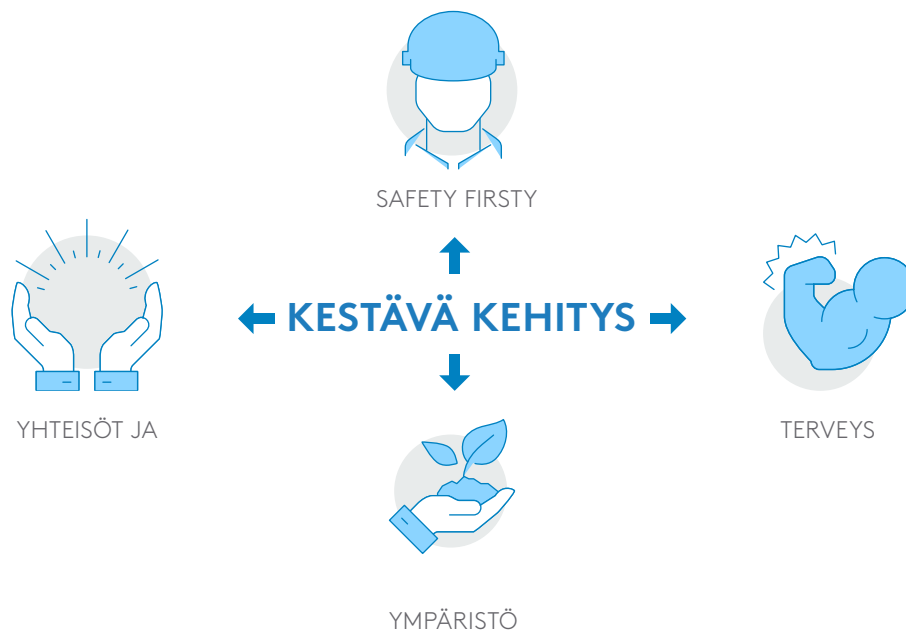 SAFETY FIRSTY
KESTÄVÄ KEHITYS
YHTEISÖT JA
TERVEYS
YMPÄRISTÖ